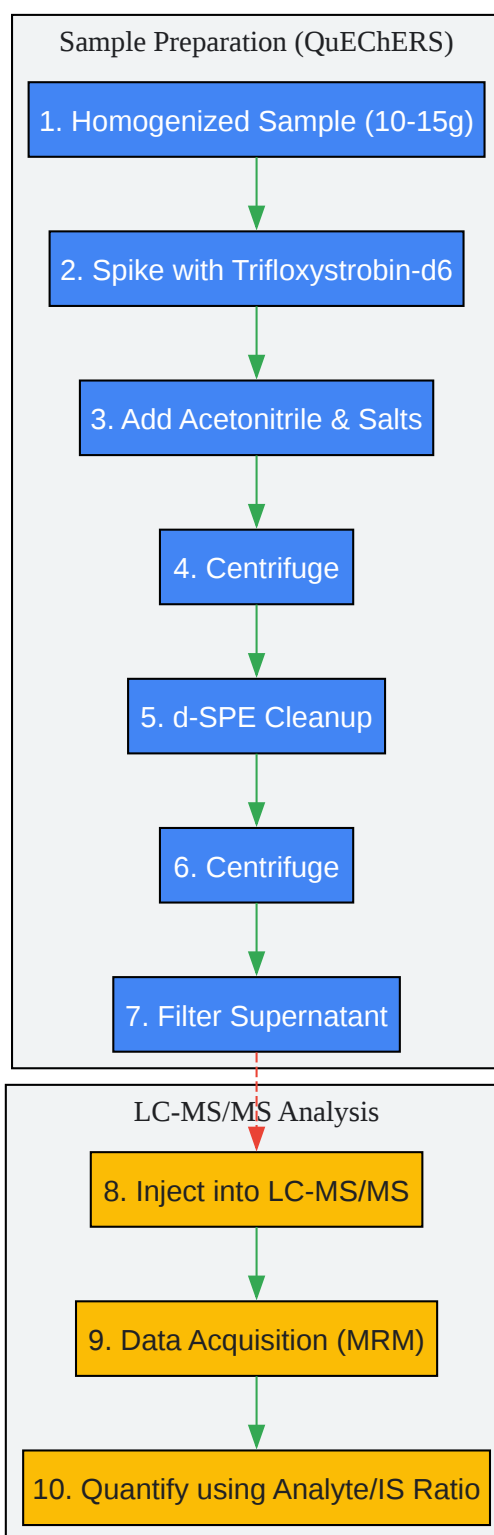 Sample Preparation (QuEChERS)
1. Homogenized Sample (10-15g)
2. Spike with Trifloxystrobin-d6
3. Add Acetonitrile & Salts
4. Centrifuge
5. d-SPE Cleanup
6. Centrifuge
7. Filter Supernatant
LC-MS/MS Analysis
8. Inject into LC-MS/MS
9. Data Acquisition (MRM)
10. Quantify using Analyte/IS Ratio